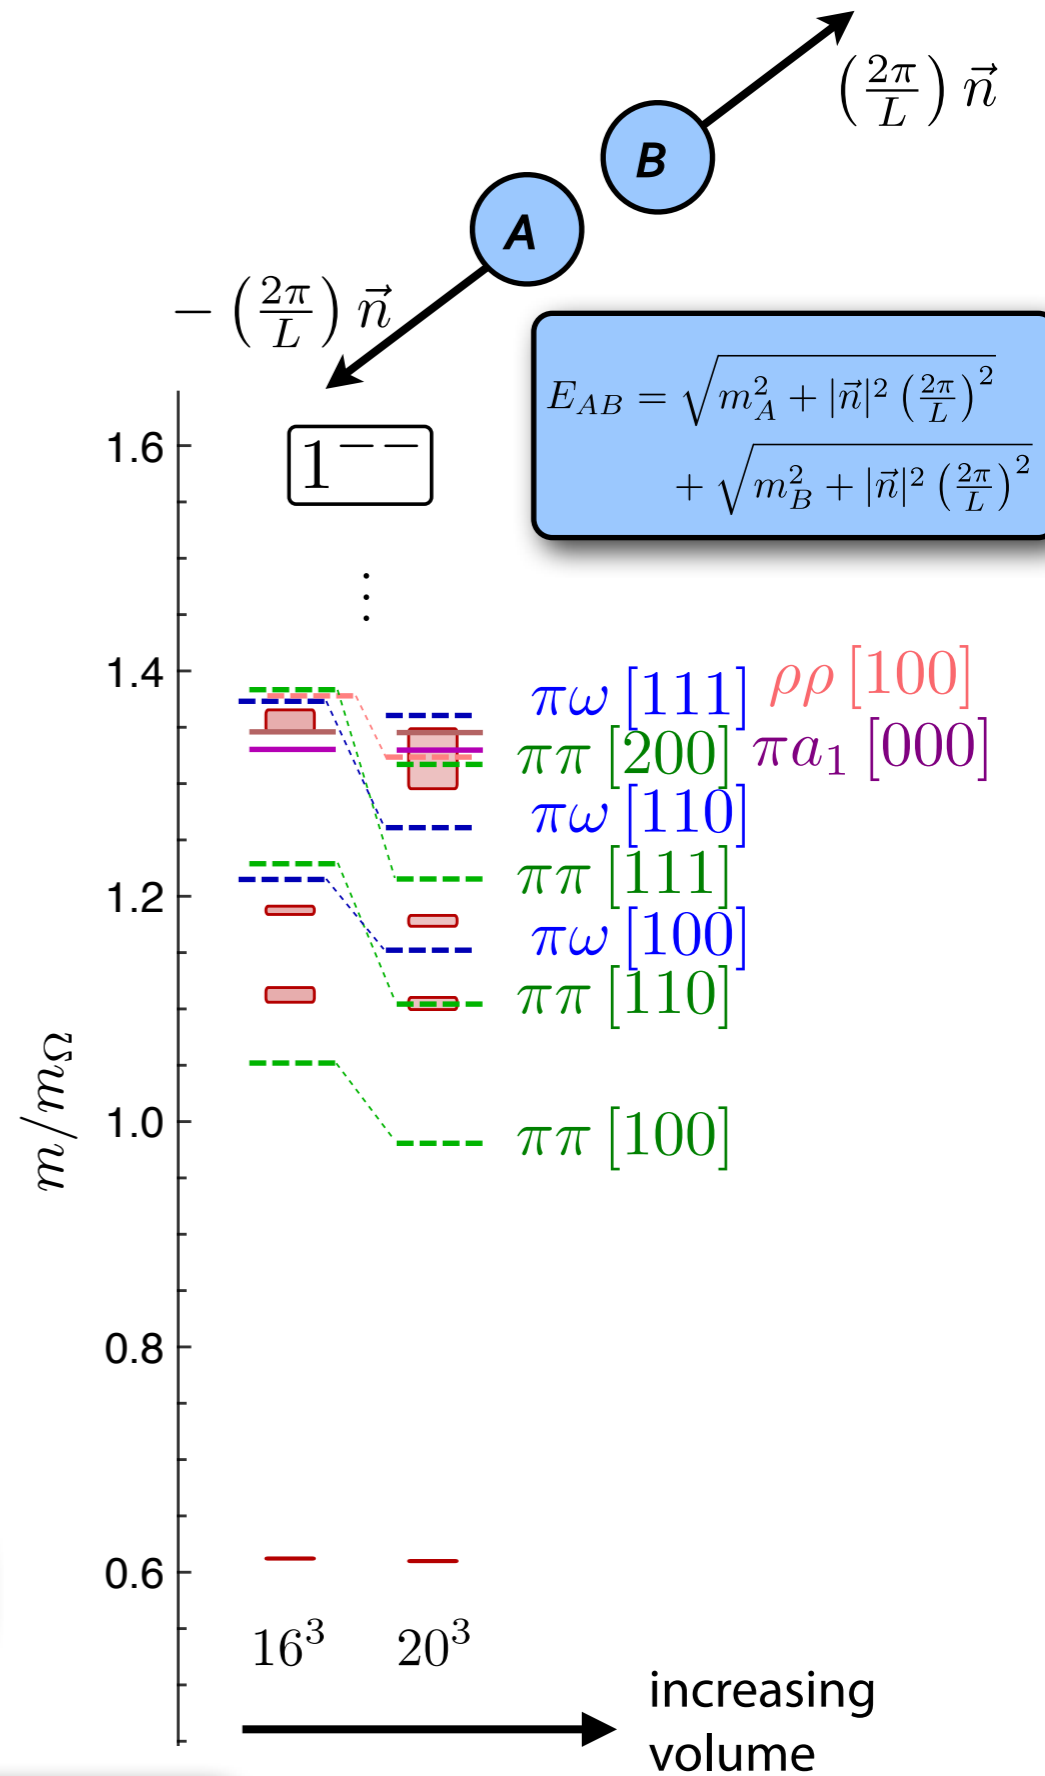 (2π/L) n⃗
B
A
− (2π/L) n⃗
E_AB = √(m_A² + |n⃗|² (2π/L)²)
+ √(m_B² + |n⃗|² (2π/L)²)
1⁻⁻
⋮
1.6
1.4
1.2
1.0
0.8
0.6
m/m_Ω
πω [111] ρρ [100]
ππ [200] πa₁ [000]
πω [110]
ππ [111]
πω [100]
ππ [110]
ππ [100]
16³ 20³
increasing
volume